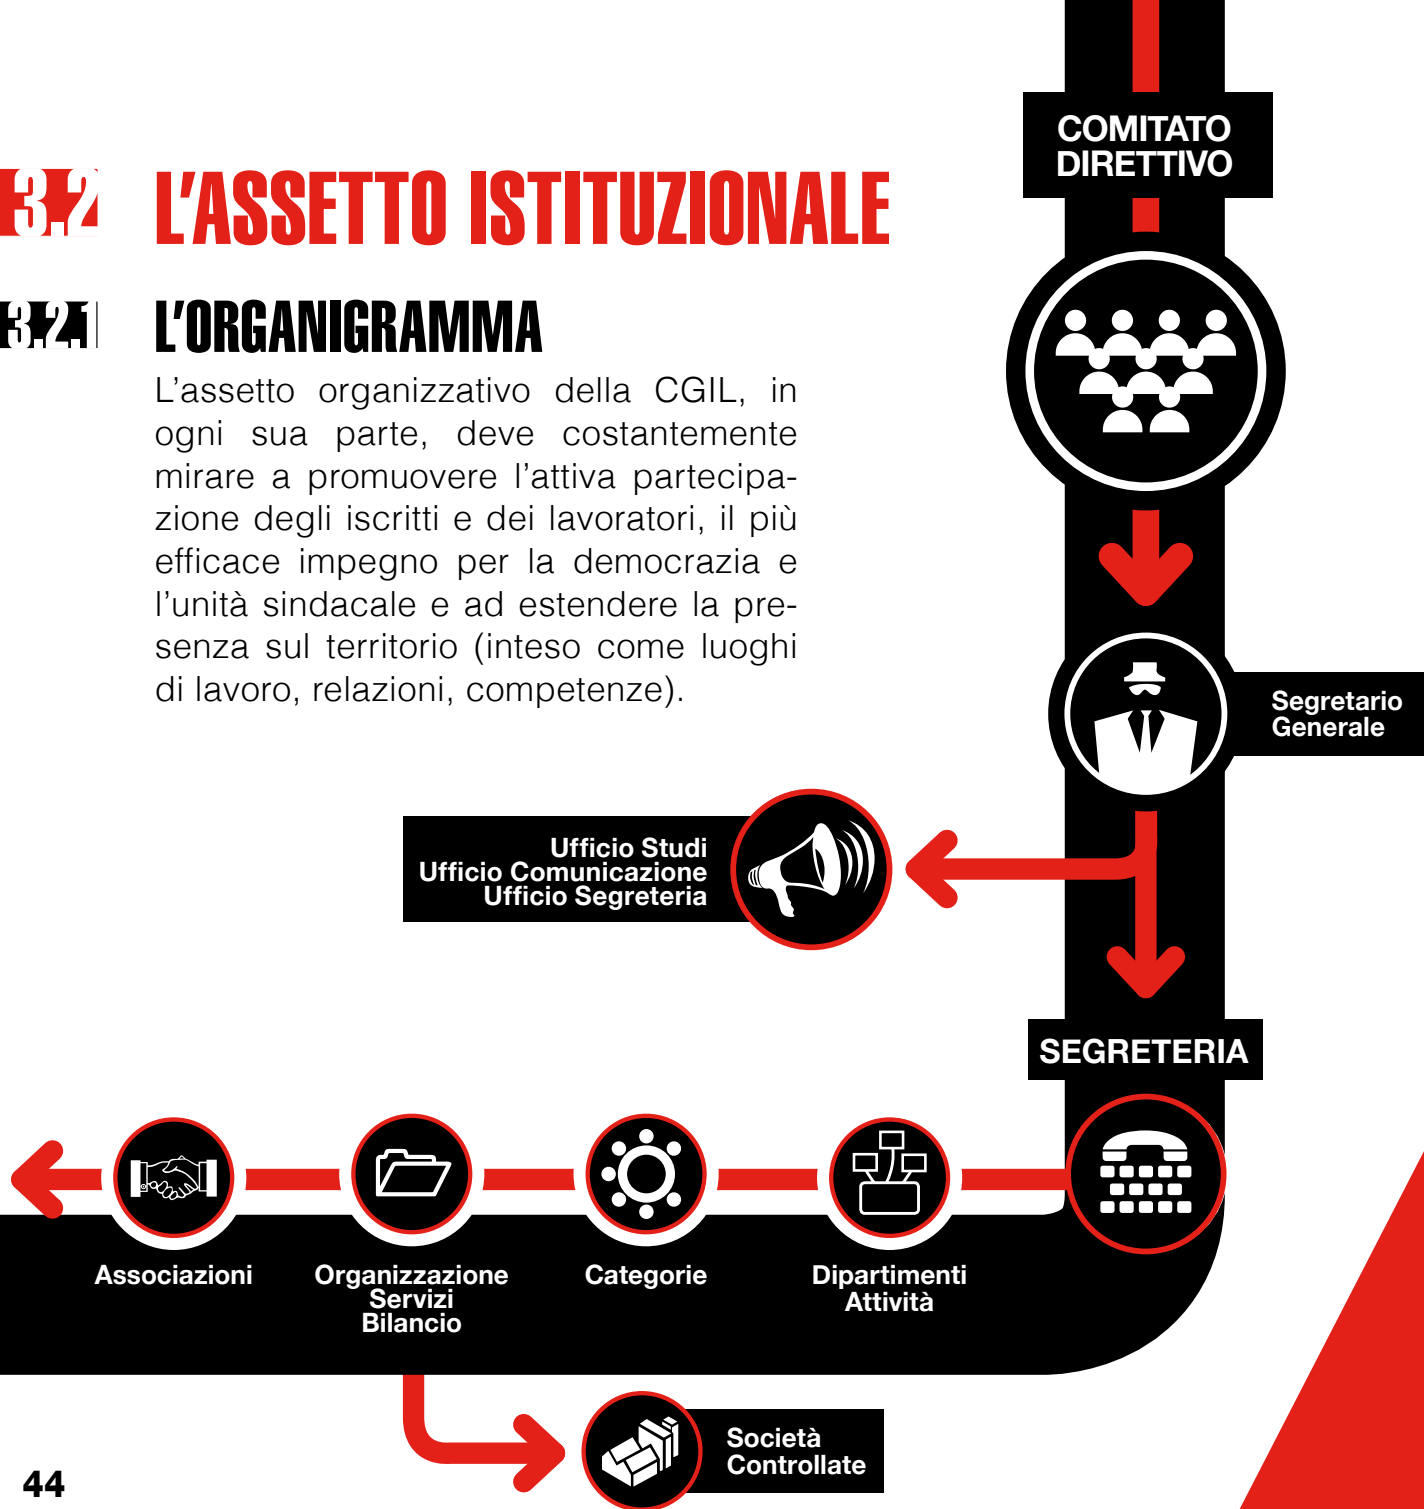 COMITATO
DIRETTIVO
3.2 L'ASSETTO ISTITUZIONALE
3.2.1 L'ORGANIGRAMMA
L'assetto organizzativo della CGIL, in
ogni sua parte, deve costantemente
mirare a promuovere l'attiva partecipa-
zione degli iscritti e dei lavoratori, il più
efficace impegno per la democrazia e
l'unità sindacale e ad estendere la pre-
senza sul territorio (inteso come luoghi
di lavoro, relazioni, competenze).
Segretario
Generale
Ufficio Studi
Ufficio Comunicazione
Ufficio Segreteria
SEGRETERIA
Associazioni
Organizzazione
Servizi
Bilancio
Categorie
Dipartimenti
Attività
Società
Controllate
44